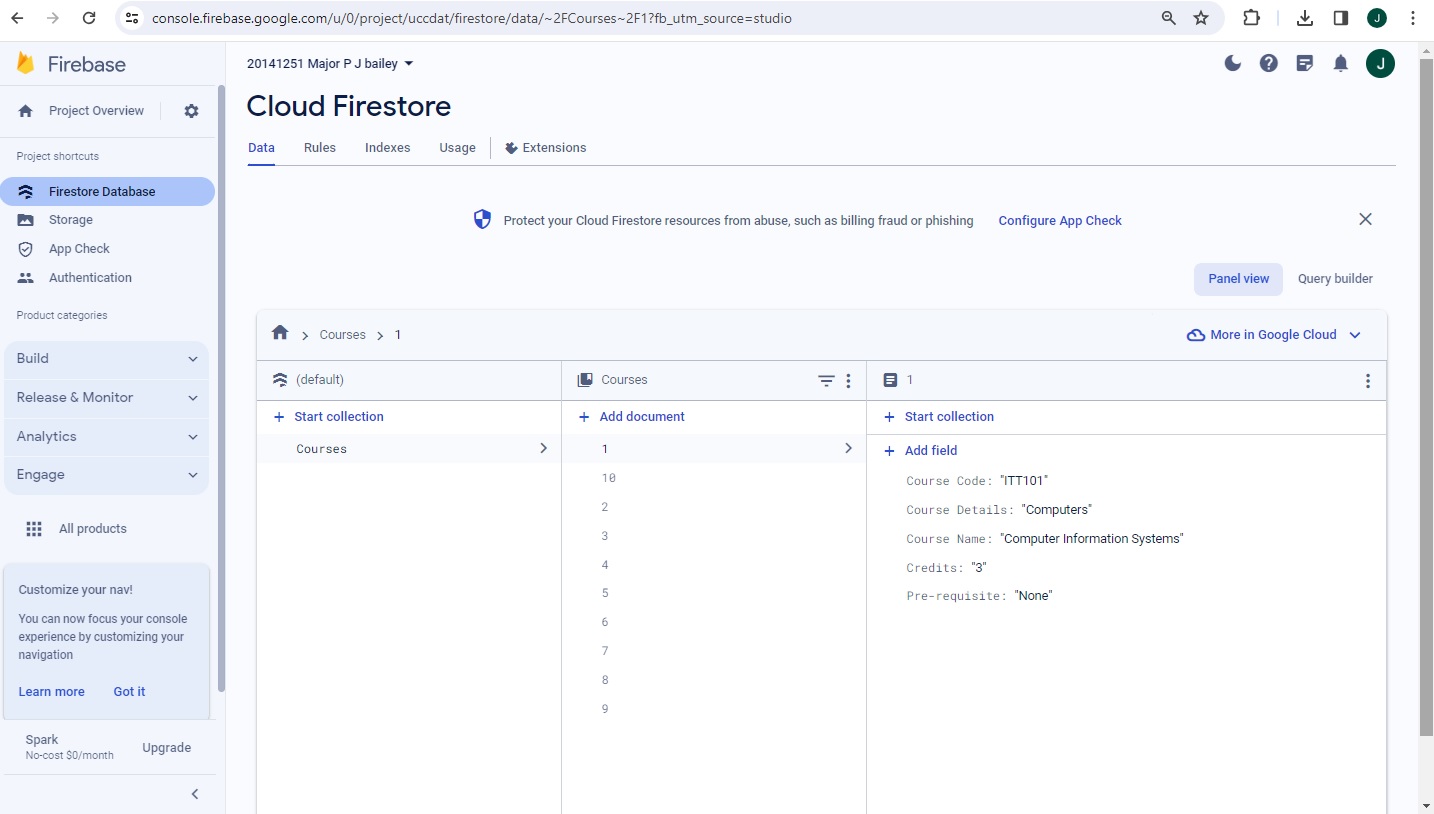 console.firebase.google.com/u/0/project/uccdat/firestore/data/~2FCourses~2F1?fb_utm_source=studio
J
Firebase
20141251 Major P J bailey
J
Project Overview
Cloud Firestore
Data Rules Indexes Usage Extensions
Project shortcuts
Firestore Database
Storage
App Check
Authentication
Protect your Cloud Firestore resources from abuse, such as billing fraud or phishing Configure App Check
Panel view Query builder
Product categories
Build
Release & Monitor
Analytics
Engage
All products
Customize your nav!
You can now focus your console
experience by customizing your
navigation
Learn more Got it
Spark
No-cost $0/month
Upgrade
Courses 1
More in Google Cloud
(default)
Start collection
Courses
Courses
Add document
1
10
2
3
4
5
6
7
8
9
1
Start collection
Add field
Course Code: "ITT101"
Course Details: "Computers"
Course Name: "Computer Information Systems"
Credits: "3"
Pre-requisite: "None"